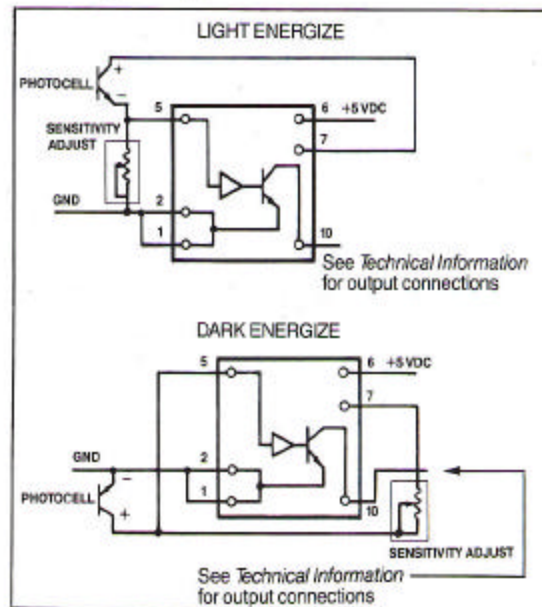 LIGHT ENERGIZE
+
PHOTOCELL
−
5
6 +5 VDC
SENSITIVITY
ADJUST
7
GND
2
1
10
See Technical Information
for output connections
DARK ENERGIZE
5
6 +5 VDC
7
GND
2
−
PHOTOCELL
1
+
10
SENSITIVITY ADJUST
See Technical Information
for output connections